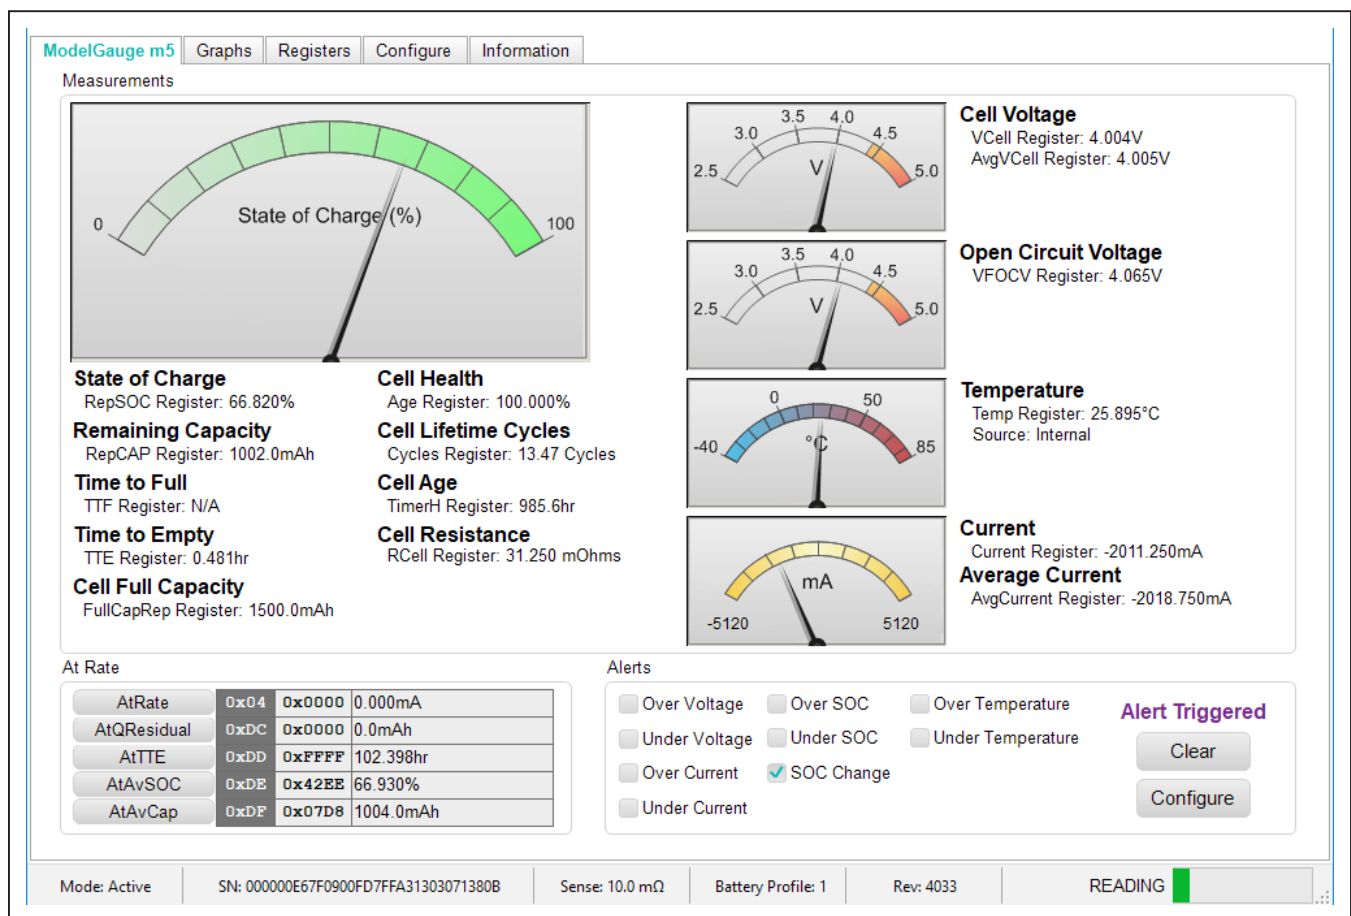 ModelGauge m5 Graphs Registers Configure Information
Measurements
0
State of Charge (%)
100
State of Charge
RepSOC Register: 66.820%
Remaining Capacity
RepCAP Register: 1002.0mAh
Time to Full
TTF Register: N/A
Time to Empty
TTE Register: 0.481hr
Cell Full Capacity
FullCapRep Register: 1500.0mAh
Cell Health
Age Register: 100.000%
Cell Lifetime Cycles
Cycles Register: 13.47 Cycles
Cell Age
TimerH Register: 985.6hr
Cell Resistance
RCell Register: 31.250 mOhms
2.5 3.0 3.5 4.0 4.5 5.0
V
Cell Voltage
VCell Register: 4.004V
AvgVCell Register: 4.005V
2.5 3.0 3.5 4.0 4.5 5.0
V
Open Circuit Voltage
VFOCV Register: 4.065V
-40 0 50 85
°C
Temperature
Temp Register: 25.895°C
Source: Internal
mA
-5120 5120
Current
Current Register: -2011.250mA
Average Current
AvgCurrent Register: -2018.750mA
At Rate
AtRate 0x04 0x0000 0.000mA
AtQResidual 0xDC 0x0000 0.0mAh
AtTTE 0xDD 0xFFFF 102.398hr
AtAvSOC 0xDE 0x42EE 66.930%
AtAvCap 0xDF 0x07D8 1004.0mAh
Alerts
Over Voltage Over SOC Over Temperature
Under Voltage Under SOC Under Temperature
Over Current SOC Change
Under Current
Alert Triggered
Clear
Configure
Mode: Active SN: 000000E67F0900FD7FFA31303071380B Sense: 10.0 mΩ Battery Profile: 1 Rev: 4033 READING